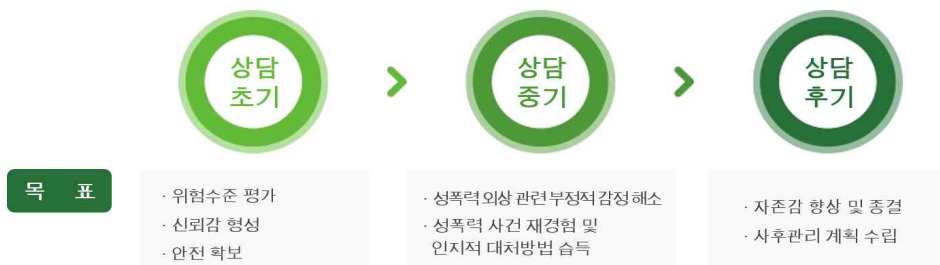 상담
초기
상담
중기
상담
후기
목 표
· 위험수준 평가
· 신뢰감 형성
· 안전 확보
· 성폭력 외상 관련 부정적 감정 해소
· 성폭력 사건 재경험 및
인지적 대처방법 습득
· 자존감 향상 및 종결
· 사후관리 계획 수립